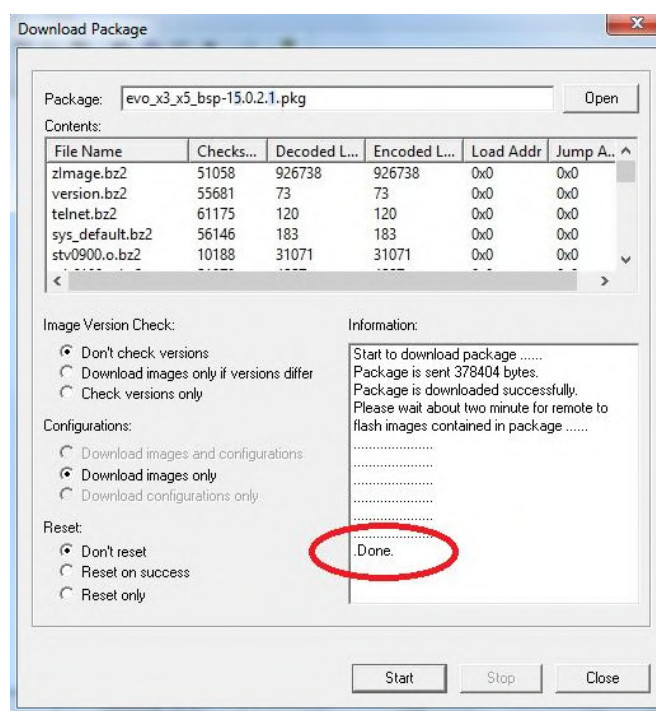 Download Package
Package: evo_x3_x5_bsp-15.0.2.1.pkg Open
Contents:
File Name Checks... Decoded L... Encoded L... Load Addr Jump A..
zImage.bz2 51058 926738 926738 0x0 0x0
version.bz2 55681 73 73 0x0 0x0
telnet.bz2 61175 120 120 0x0 0x0
sys_default.bz2 56146 183 183 0x0 0x0
stv0900.o.bz2 10188 31071 31071 0x0 0x0
Image Version Check:
Don't check versions
Download images only if versions differ
Check versions only
Configurations:
Download images and configurations
Download images only
Download configurations only
Reset:
Don't reset
Reset on success
Reset only
Information:
Start to download package ......
Package is sent 378404 bytes.
Package is downloaded successfully.
Please wait about two minute for remote to
flash images contained in package ......
....................
....................
....................
....................
....................
....................
.Done.
Start Stop Close